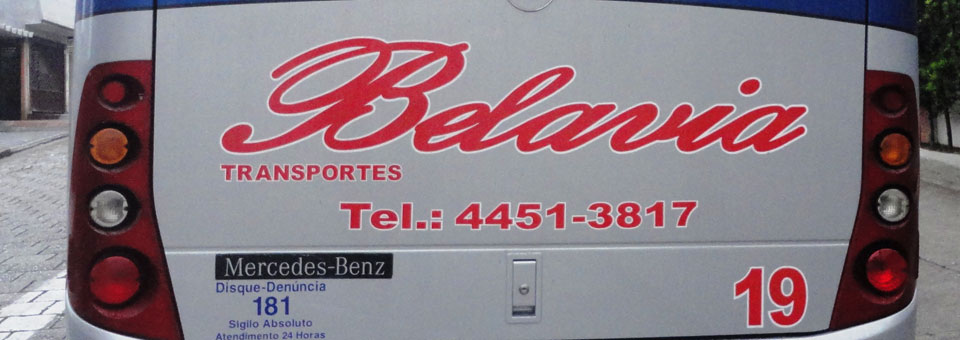 Belavia
TRANSPORTES
Tel.: 4451-3817
Mercedes-Benz
Disque-Denúncia
181
Sigilo Absoluto
Atendimento 24 Horas
19